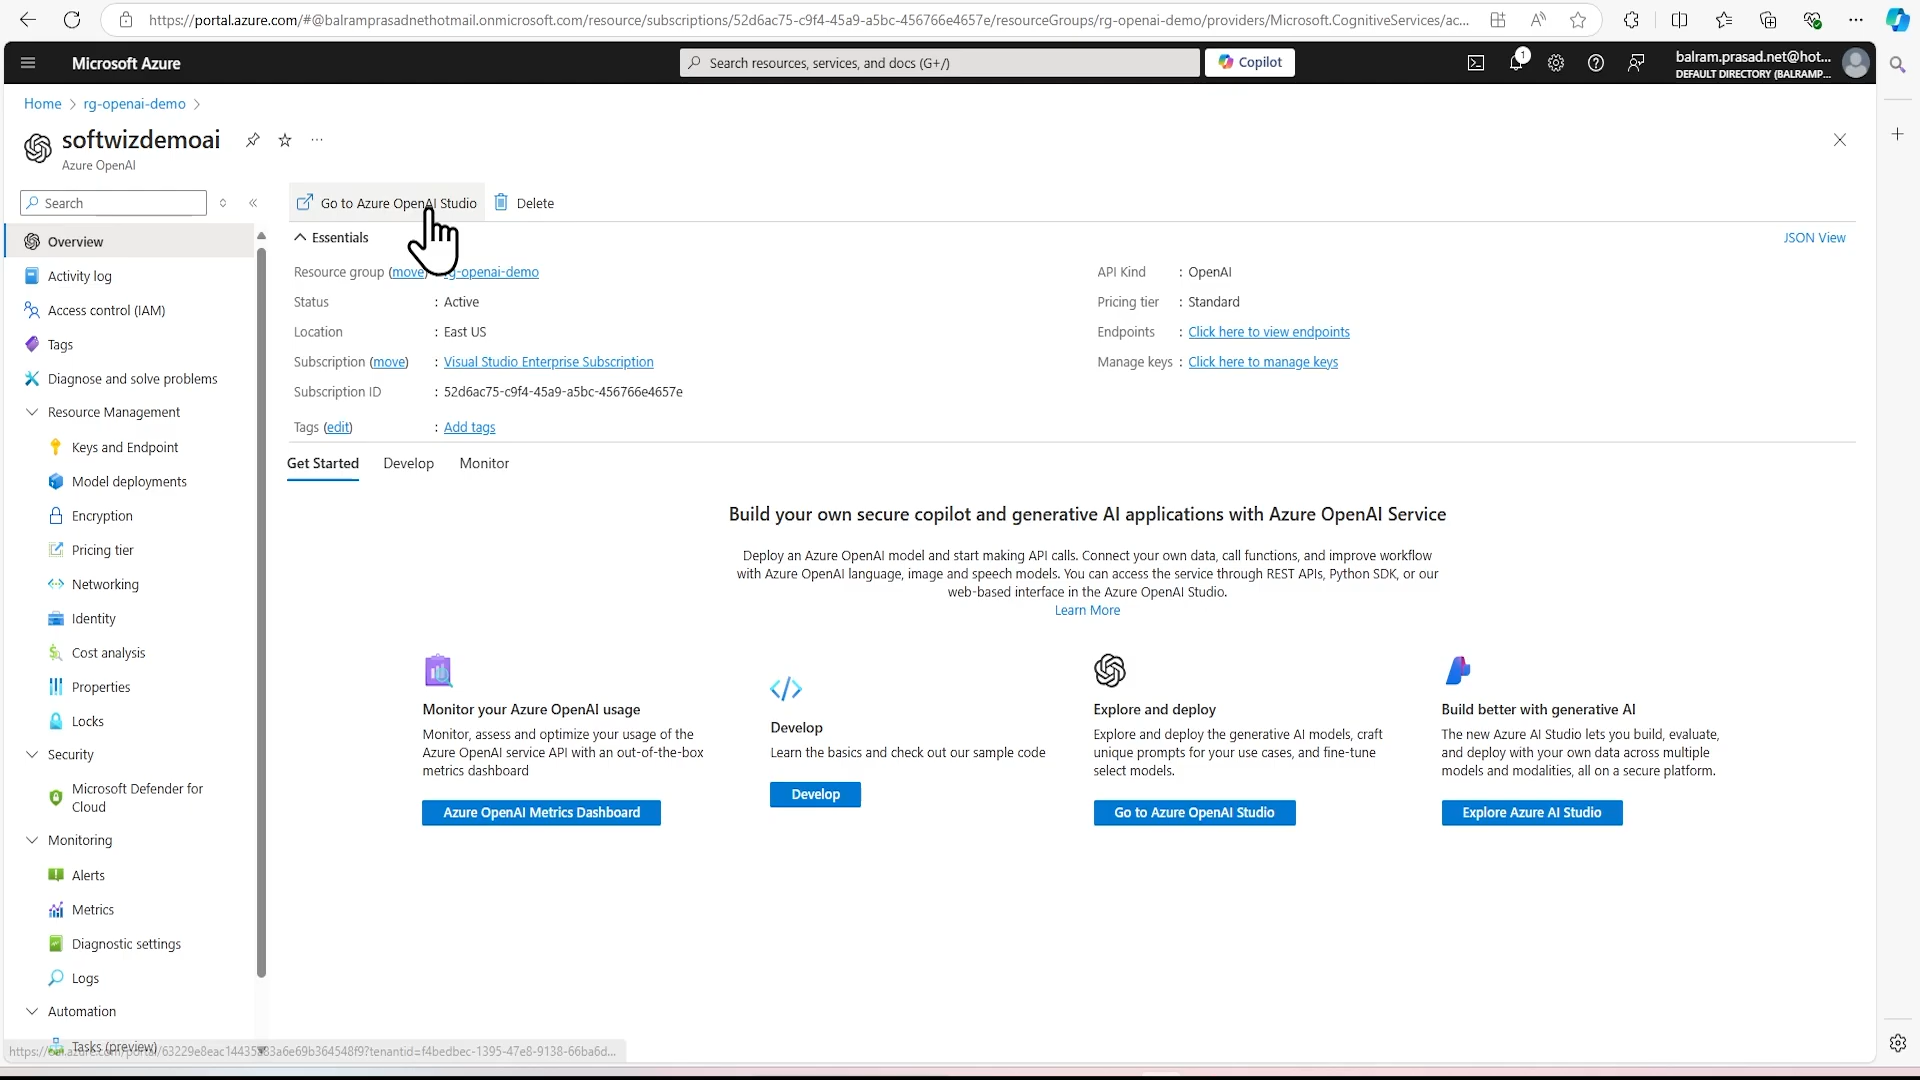 https://portal.azure.com/#@balramprasadnethotmail.onmicrosoft.com/resource/subscriptions/52d6ac75-c9f4-45a9-a5bc-456766e4657e/resourceGroups/rg-openai-demo/providers/Microsoft.CognitiveServices/ac...
Microsoft Azure
Search resources, services, and docs (G+/)
Copilot
1
balram.prasad.net@hot...
DEFAULT DIRECTORY (BALRAMP...
Home > rg-openai-demo >
softwizdemoai
Azure OpenAI
Search
Go to Azure OpenAI Studio
Delete
Overview
Activity log
Access control (IAM)
Tags
Diagnose and solve problems
Resource Management
Keys and Endpoint
Model deployments
Encryption
Pricing tier
Networking
Identity
Cost analysis
Properties
Locks
Security
Microsoft Defender for
Cloud
Monitoring
Alerts
Metrics
Diagnostic settings
Logs
Automation
Tasks (preview)
Essentials
JSON View
Resource group (move) rg-openai-demo
Status : Active
Location : East US
Subscription (move) : Visual Studio Enterprise Subscription
Subscription ID : 52d6ac75-c9f4-45a9-a5bc-456766e4657e
Tags (edit) : Add tags
API Kind : OpenAI
Pricing tier : Standard
Endpoints : Click here to view endpoints
Manage keys : Click here to manage keys
Get Started
Develop
Monitor
Build your own secure copilot and generative AI applications with Azure OpenAI Service
Deploy an Azure OpenAI model and start making API calls. Connect your own data, call functions, and improve workflow
with Azure OpenAI language, image and speech models. You can access the service through REST APIs, Python SDK, or our
web-based interface in the Azure OpenAI Studio.
Learn More
Monitor your Azure OpenAI usage
Monitor, assess and optimize your usage of the
Azure OpenAI service API with an out-of-the-box
metrics dashboard
Azure OpenAI Metrics Dashboard
Develop
Learn the basics and check out our sample code
Develop
Explore and deploy
Explore and deploy the generative AI models, craft
unique prompts for your use cases, and fine-tune
select models.
Go to Azure OpenAI Studio
Build better with generative AI
The new Azure AI Studio lets you build, evaluate,
and deploy with your own data across multiple
models and modalities, all on a secure platform.
Explore Azure AI Studio